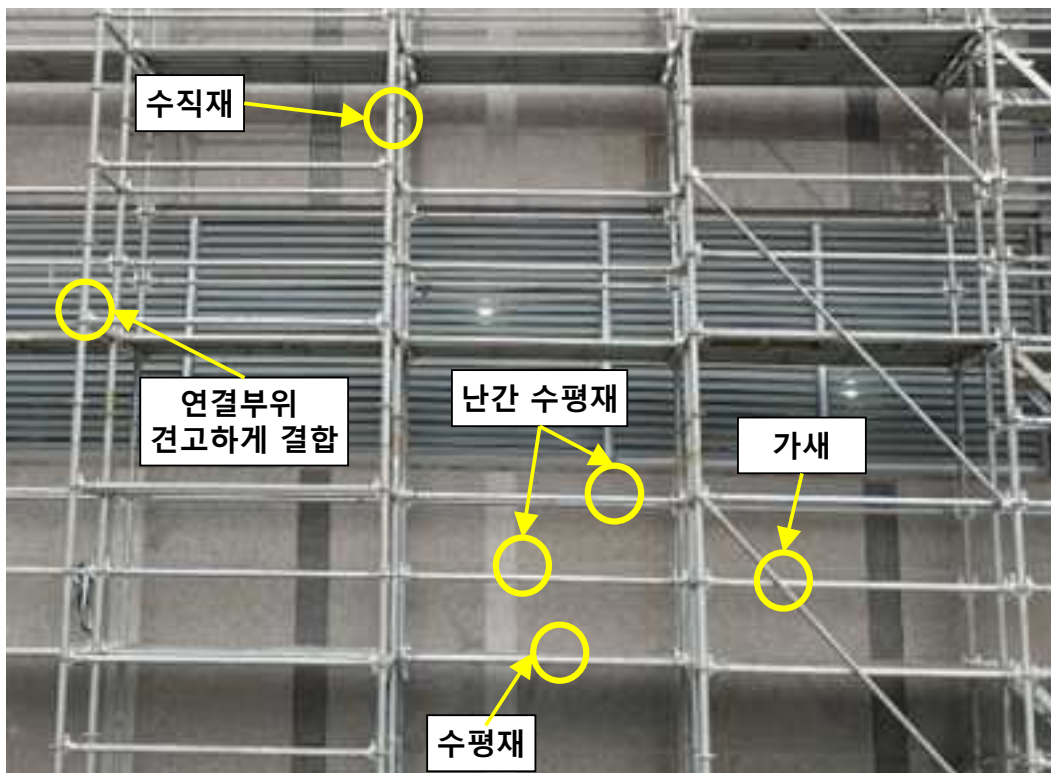 수직재
연결부위
견고하게 결합
난간 수평재
가새
수평재